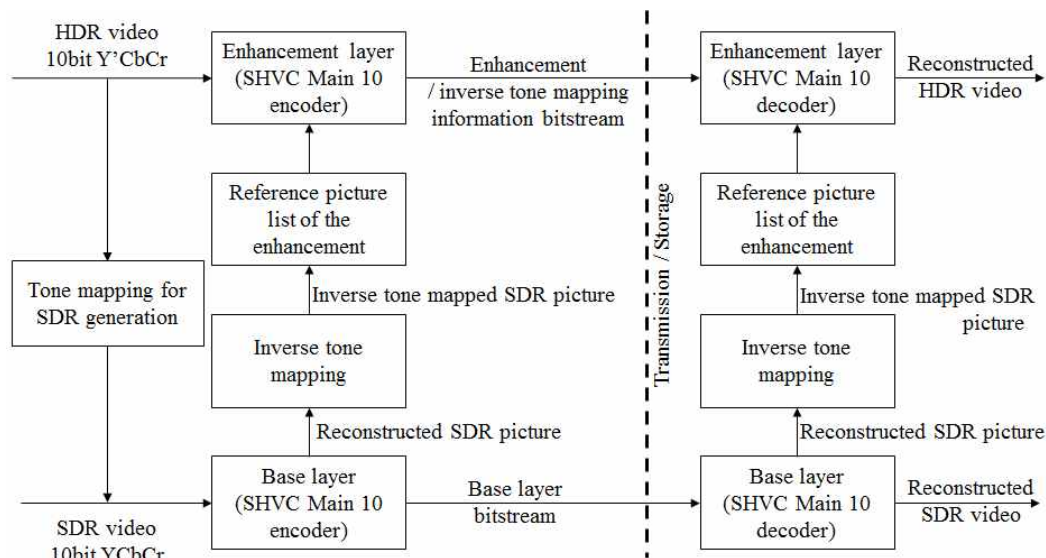 HDR video
10bit Y’CbCr
Enhancement layer
(SHVC Main 10
encoder)
Enhancement
/ inverse tone mapping
information bitstream
Enhancement layer
(SHVC Main 10
decoder)
Reconstructed
HDR video
Reference picture
list of the
enhancement
Transmission / Storage
Reference picture
list of the
enhancement
Tone mapping for
SDR generation
Inverse tone mapped SDR picture
Inverse tone mapped SDR
picture
Inverse tone
mapping
Inverse tone
mapping
Reconstructed SDR picture
Reconstructed SDR picture
Base layer
(SHVC Main 10
encoder)
Base layer
bitstream
Base layer
(SHVC Main 10
decoder)
Reconstructed
SDR video
SDR video
10bit YCbCr